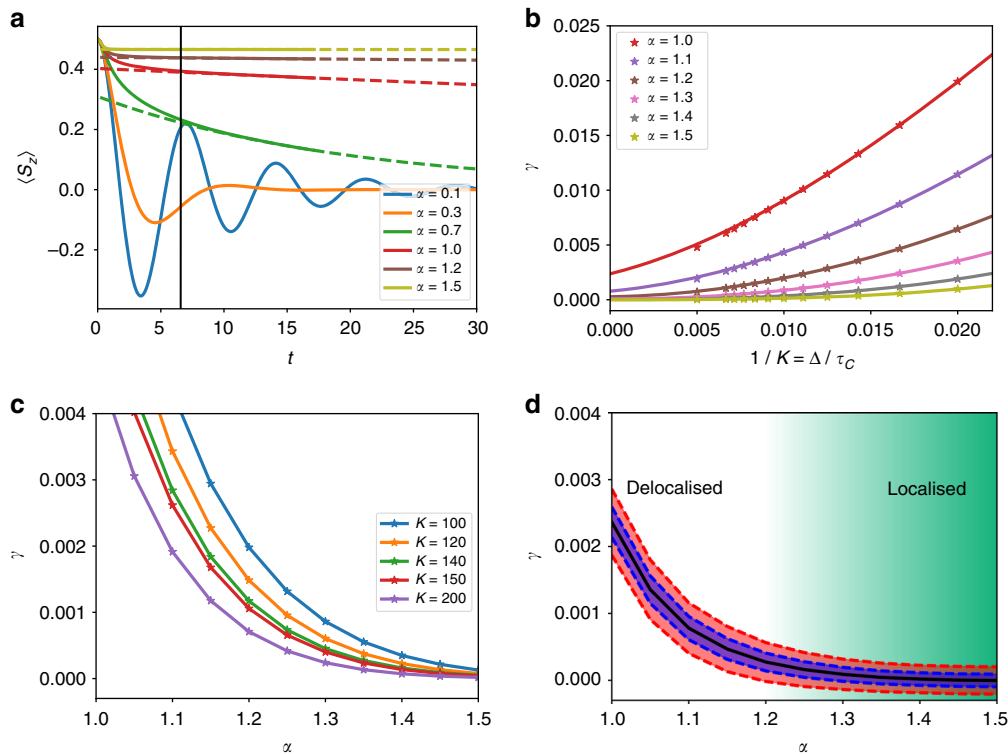 a
0.4
0.2
0.0
−0.2
⟨S_z⟩
α = 0.1
α = 0.3
α = 0.7
α = 1.0
α = 1.2
α = 1.5
0 5 10 15 20 25 30
t
b
α = 1.0
α = 1.1
α = 1.2
α = 1.3
α = 1.4
α = 1.5
0.025
0.020
0.015
0.010
0.005
0.000
γ
0.000 0.005 0.010 0.015 0.020
1 / K = Δ / τ_C
c
0.004
0.003
0.002
0.001
0.000
γ
K = 100
K = 120
K = 140
K = 150
K = 200
1.0 1.1 1.2 1.3 1.4 1.5
α
d
0.004
0.003
0.002
0.001
0.000
γ
Delocalised
Localised
1.0 1.1 1.2 1.3 1.4 1.5
α